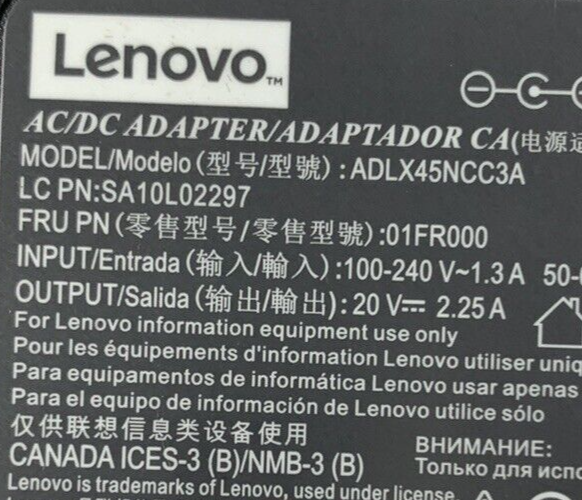 Lenovo™
AC/DC ADAPTER/ADAPTADOR CA(电源适
MODEL/Modelo (型号/型號) : ADLX45NCC3A
LC PN:SA10L02297
FRU PN (零售型号/零售型號) :01FR000
INPUT/Entrada (输入/輸入) :100-240 V~1.3 A 50-
OUTPUT/Salida (输出/輸出) : 20 V⎓ 2.25 A
For Lenovo information equipment use only
Pour les équipements d'information Lenovo utiliser uniq
Para equipamentos de informática Lenovo usar apenas
Para el equipo de información de Lenovo utilice sólo
仅供联想信息类设备使用
ВНИМАНИЕ:
CANADA ICES-3 (B)/NMB-3 (B)
Только для испо
Lenovo is trademarks of Lenovo, used under license